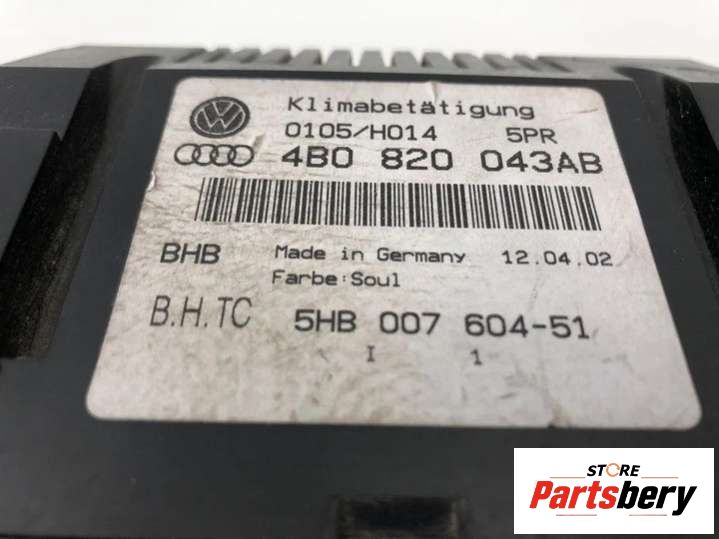 Klimabetätigung
0105/H014 5PR
4B0 820 043AB
BHB Made in Germany 12.04.02
Farbe:Soul
B.H.TC 5HB 007 604-51
I 1
STORE
Partsbery